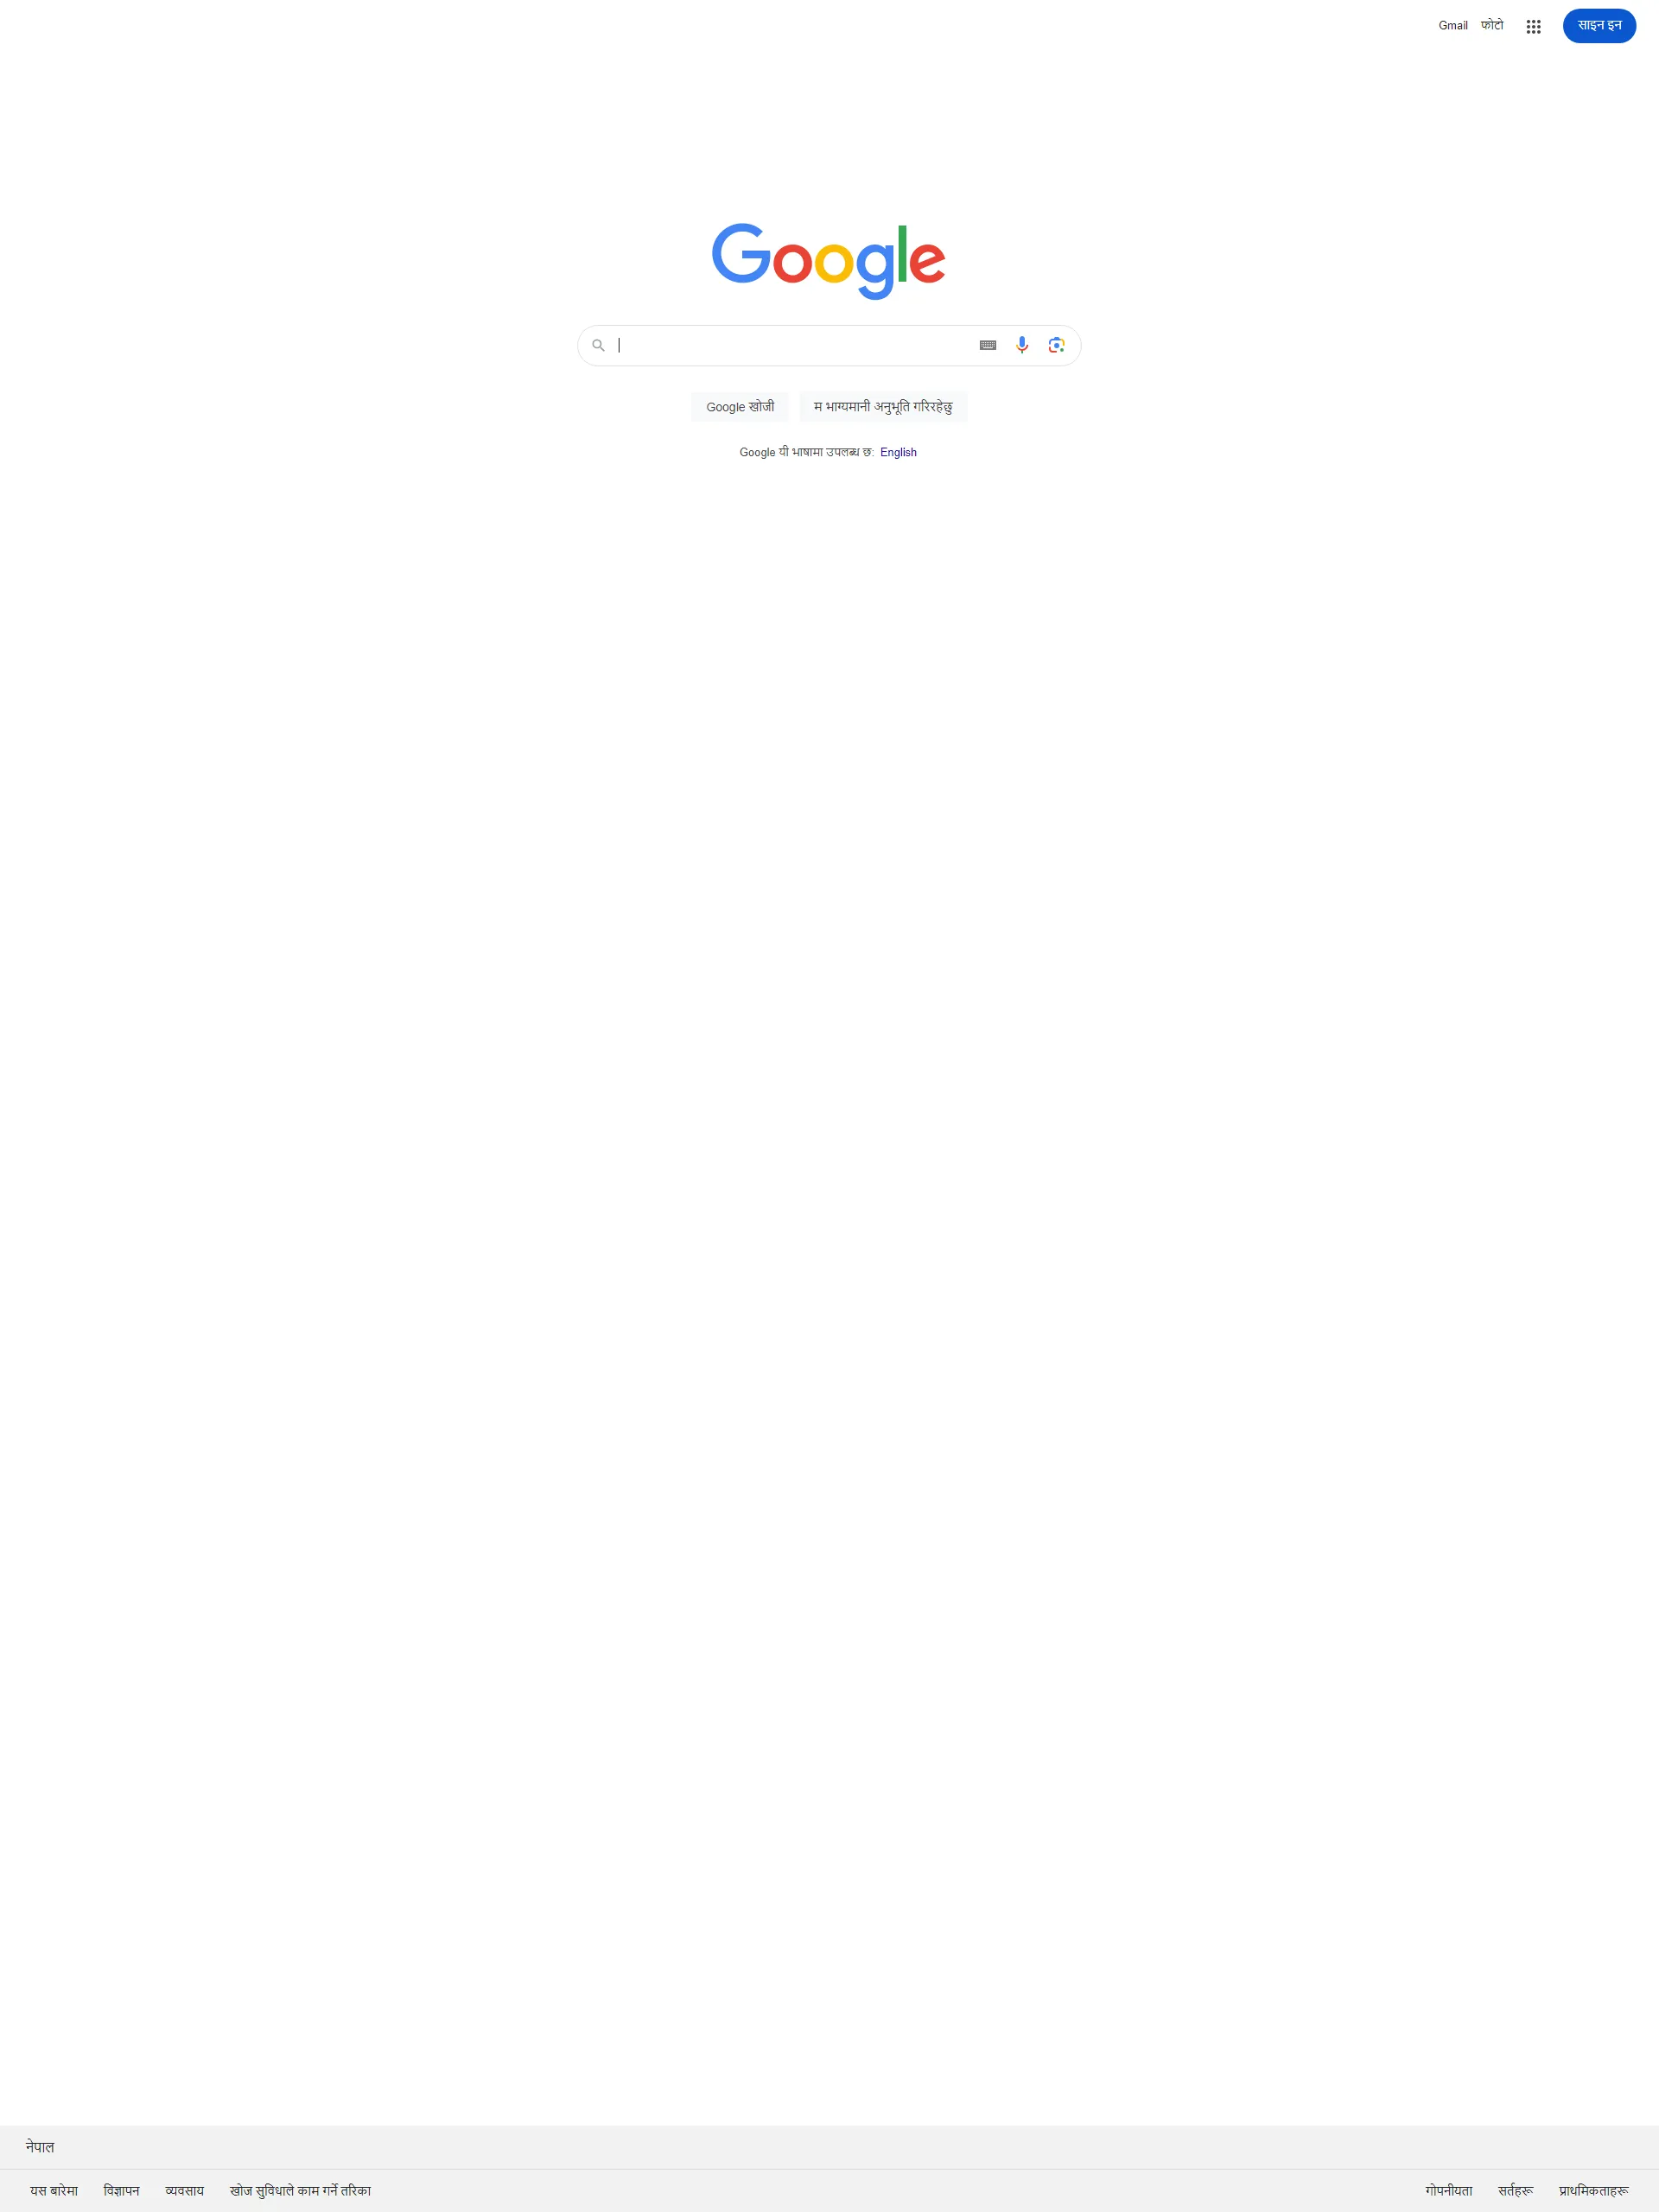 Gmail फोटो साइन इन
Google
Google खोजी म भाग्यमानी अनुभूति गरिरहेछु
Google यी भाषामा उपलब्ध छ: English
नेपाल
यस बारेमा विज्ञापन व्यवसाय खोज सुविधाले काम गर्ने तरिका गोपनीयता सर्तहरू प्राथमिकताहरू